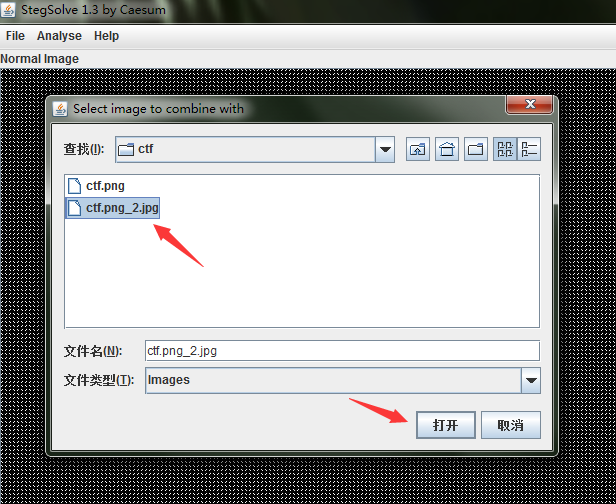 StegSolve 1.3 by Caesum
File Analyse Help
Normal Image
Select image to combine with
查找(I): ctf
ctf.png
ctf.png_2.jpg
文件名(N): ctf.png_2.jpg
文件类型(T): Images
打开 取消